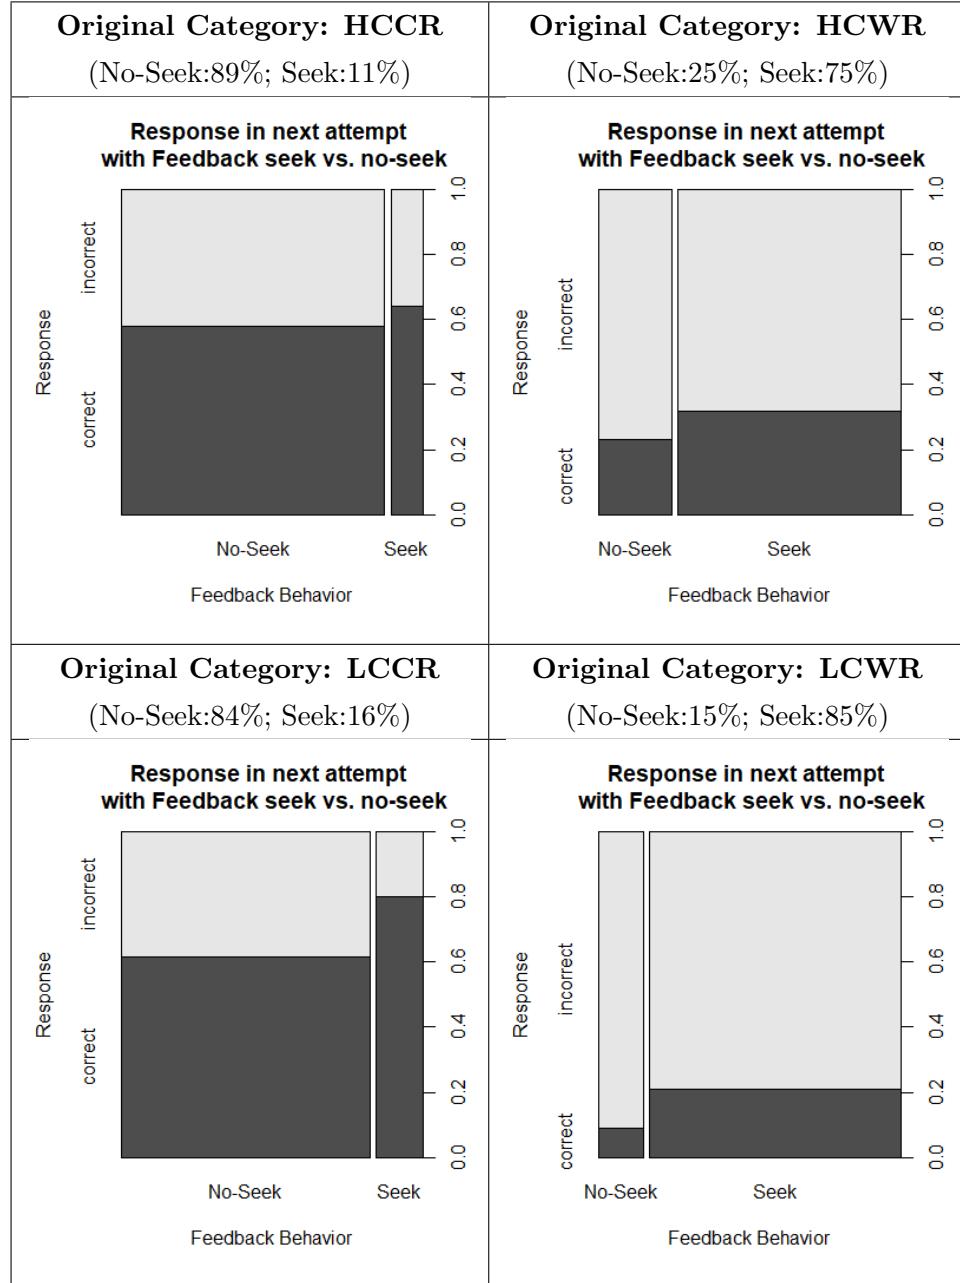 Original Category: HCCR
(No-Seek:89%; Seek:11%)
Response in next attempt
with Feedback seek vs. no-seek
incorrect
correct
Response
0.0
0.2
0.4
0.6
0.8
1.0
No-Seek
Seek
Feedback Behavior
Original Category: HCWR
(No-Seek:25%; Seek:75%)
Response in next attempt
with Feedback seek vs. no-seek
incorrect
correct
Response
0.0
0.2
0.4
0.6
0.8
1.0
No-Seek
Seek
Feedback Behavior
Original Category: LCCR
(No-Seek:84%; Seek:16%)
Response in next attempt
with Feedback seek vs. no-seek
incorrect
correct
Response
0.0
0.2
0.4
0.6
0.8
1.0
No-Seek
Seek
Feedback Behavior
Original Category: LCWR
(No-Seek:15%; Seek:85%)
Response in next attempt
with Feedback seek vs. no-seek
incorrect
correct
Response
0.0
0.2
0.4
0.6
0.8
1.0
No-Seek
Seek
Feedback Behavior